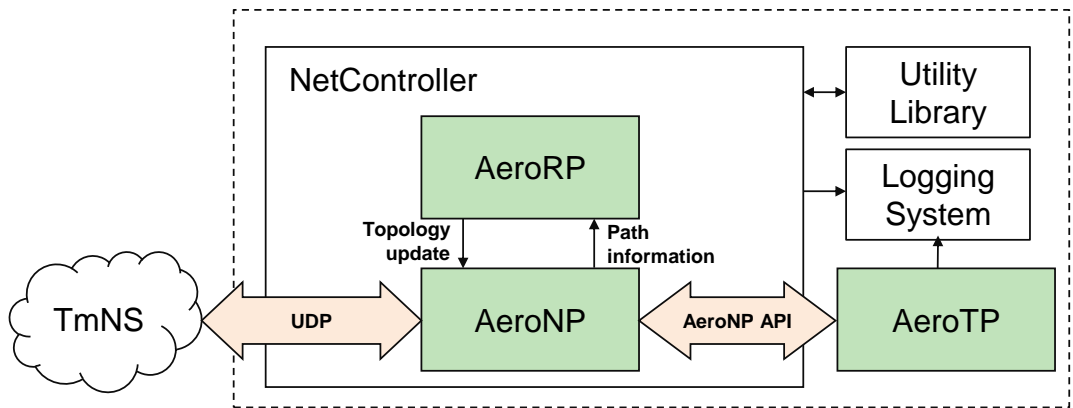 NetController
Utility
Library
AeroRP
Logging
System
Topology
update
Path
information
TmNS
UDP
AeroNP
AeroNP API
AeroTP